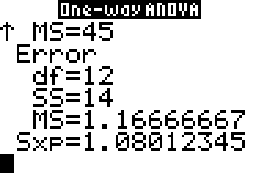 One-way ANOVA
↑ MS=45
Error
df=12
SS=14
MS=1.16666667
Sxp=1.08012345